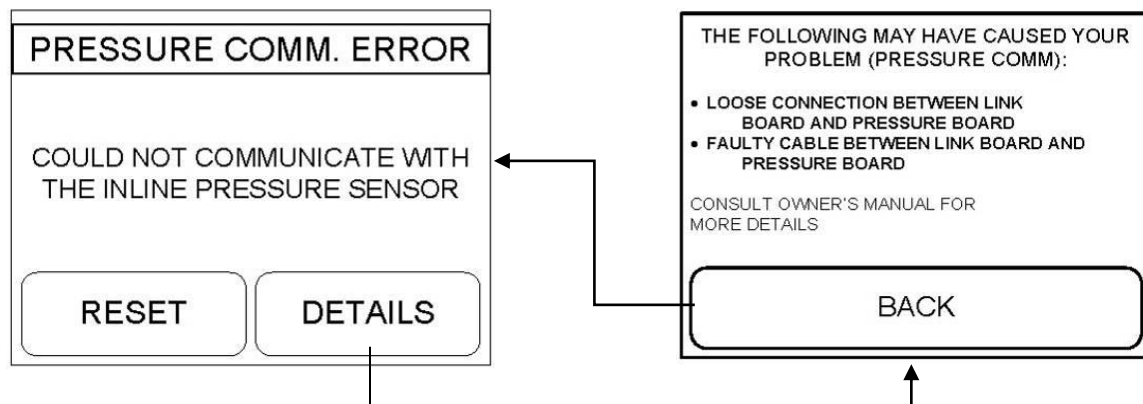 PRESSURE COMM. ERROR
COULD NOT COMMUNICATE WITH
THE INLINE PRESSURE SENSOR
RESET
DETAILS
THE FOLLOWING MAY HAVE CAUSED YOUR
PROBLEM (PRESSURE COMM):
• LOOSE CONNECTION BETWEEN LINK
BOARD AND PRESSURE BOARD
• FAULTY CABLE BETWEEN LINK BOARD AND
PRESSURE BOARD
CONSULT OWNER'S MANUAL FOR
MORE DETAILS
BACK